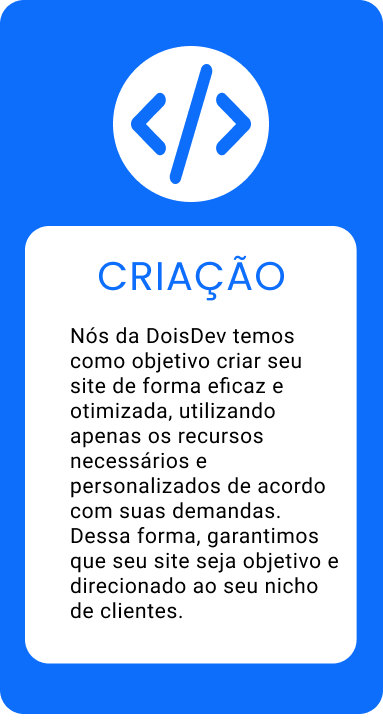 CRIAÇÃO
Nós da DoisDev temos
como objetivo criar seu
site de forma eficaz e
otimizada, utilizando
apenas os recursos
necessários e
personalizados de acordo
com suas demandas.
Dessa forma, garantimos
que seu site seja objetivo e
direcionado ao seu nicho
de clientes.